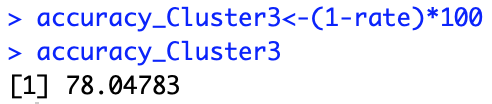 > accuracy_Cluster3<-(1-rate)*100
> accuracy_Cluster3
[1] 78.04783